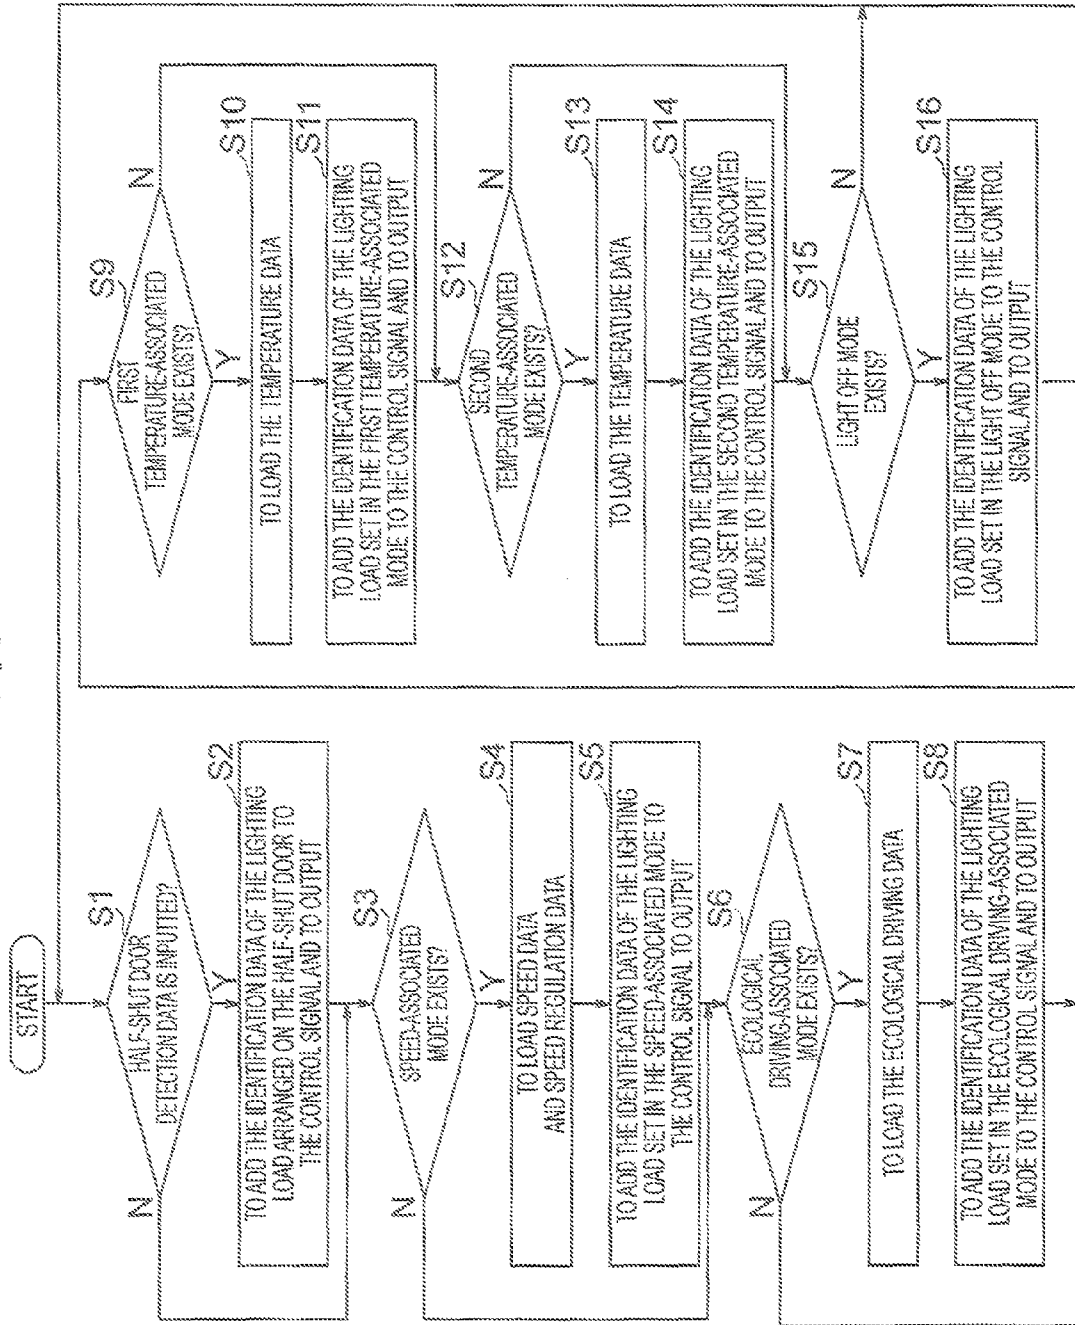 START
S1
HALF-SHUT DOOR
DETECTION DATA IS INPUTTED?
N
Y
S2
TO ADD THE IDENTIFICATION DATA OF THE LIGHTING
LOAD ARRANGED ON THE HALF-SHUT DOOR TO
THE CONTROL SIGNAL AND TO OUTPUT
S3
SPEED-ASSOCIATED
MODE EXISTS?
N
Y
S4
TO LOAD SPEED DATA
AND SPEED REGULATION DATA
S5
TO ADD THE IDENTIFICATION DATA OF THE LIGHTING
LOAD SET IN THE SPEED-ASSOCIATED MODE TO
THE CONTROL SIGNAL TO OUTPUT
S6
ECOLOGICAL
DRIVING-ASSOCIATED
MODE EXISTS?
N
Y
S7
TO LOAD THE ECOLOGICAL DRIVING DATA
S8
TO ADD THE IDENTIFICATION DATA OF THE LIGHTING
LOAD SET IN THE ECOLOGICAL DRIVING-ASSOCIATED
MODE TO THE CONTROL SIGNAL AND TO OUTPUT
S9
FIRST
TEMPERATURE-ASSOCIATED
MODE EXISTS?
N
Y
S10
TO LOAD THE TEMPERATURE DATA
S11
TO ADD THE IDENTIFICATION DATA OF THE LIGHTING
LOAD SET IN THE FIRST TEMPERATURE-ASSOCIATED
MODE TO THE CONTROL SIGNAL AND TO OUTPUT
S12
SECOND
TEMPERATURE-ASSOCIATED
MODE EXISTS?
N
Y
S13
TO LOAD THE TEMPERATURE DATA
S14
TO ADD THE IDENTIFICATION DATA OF THE LIGHTING
LOAD SET IN THE SECOND TEMPERATURE-ASSOCIATED
MODE TO THE CONTROL SIGNAL AND TO OUTPUT
S15
LIGHT OFF MODE
EXISTS?
N
Y
S16
TO ADD THE IDENTIFICATION DATA OF THE LIGHTING
LOAD SET IN THE LIGHT OFF MODE TO THE CONTROL
SIGNAL AND TO OUTPUT